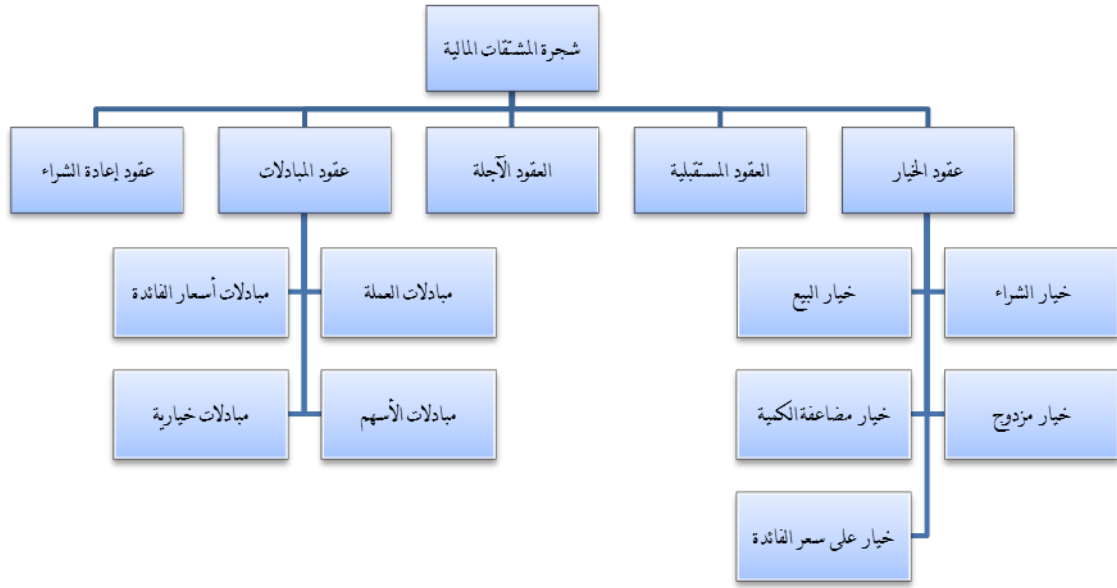 شجرة المشتقات المالية
عقود الخيار
العقود المستقبلية
العقود الآجلة
عقود المبادلات
عقود إعادة الشراء
خيار الشراء
خيار البيع
مبادلات العملة
مبادلات أسعار الفائدة
خيار مزدوج
خيار مضاعفة الكمية
مبادلات الأسهم
مبادلات خيارية
خيار على سعر الفائدة